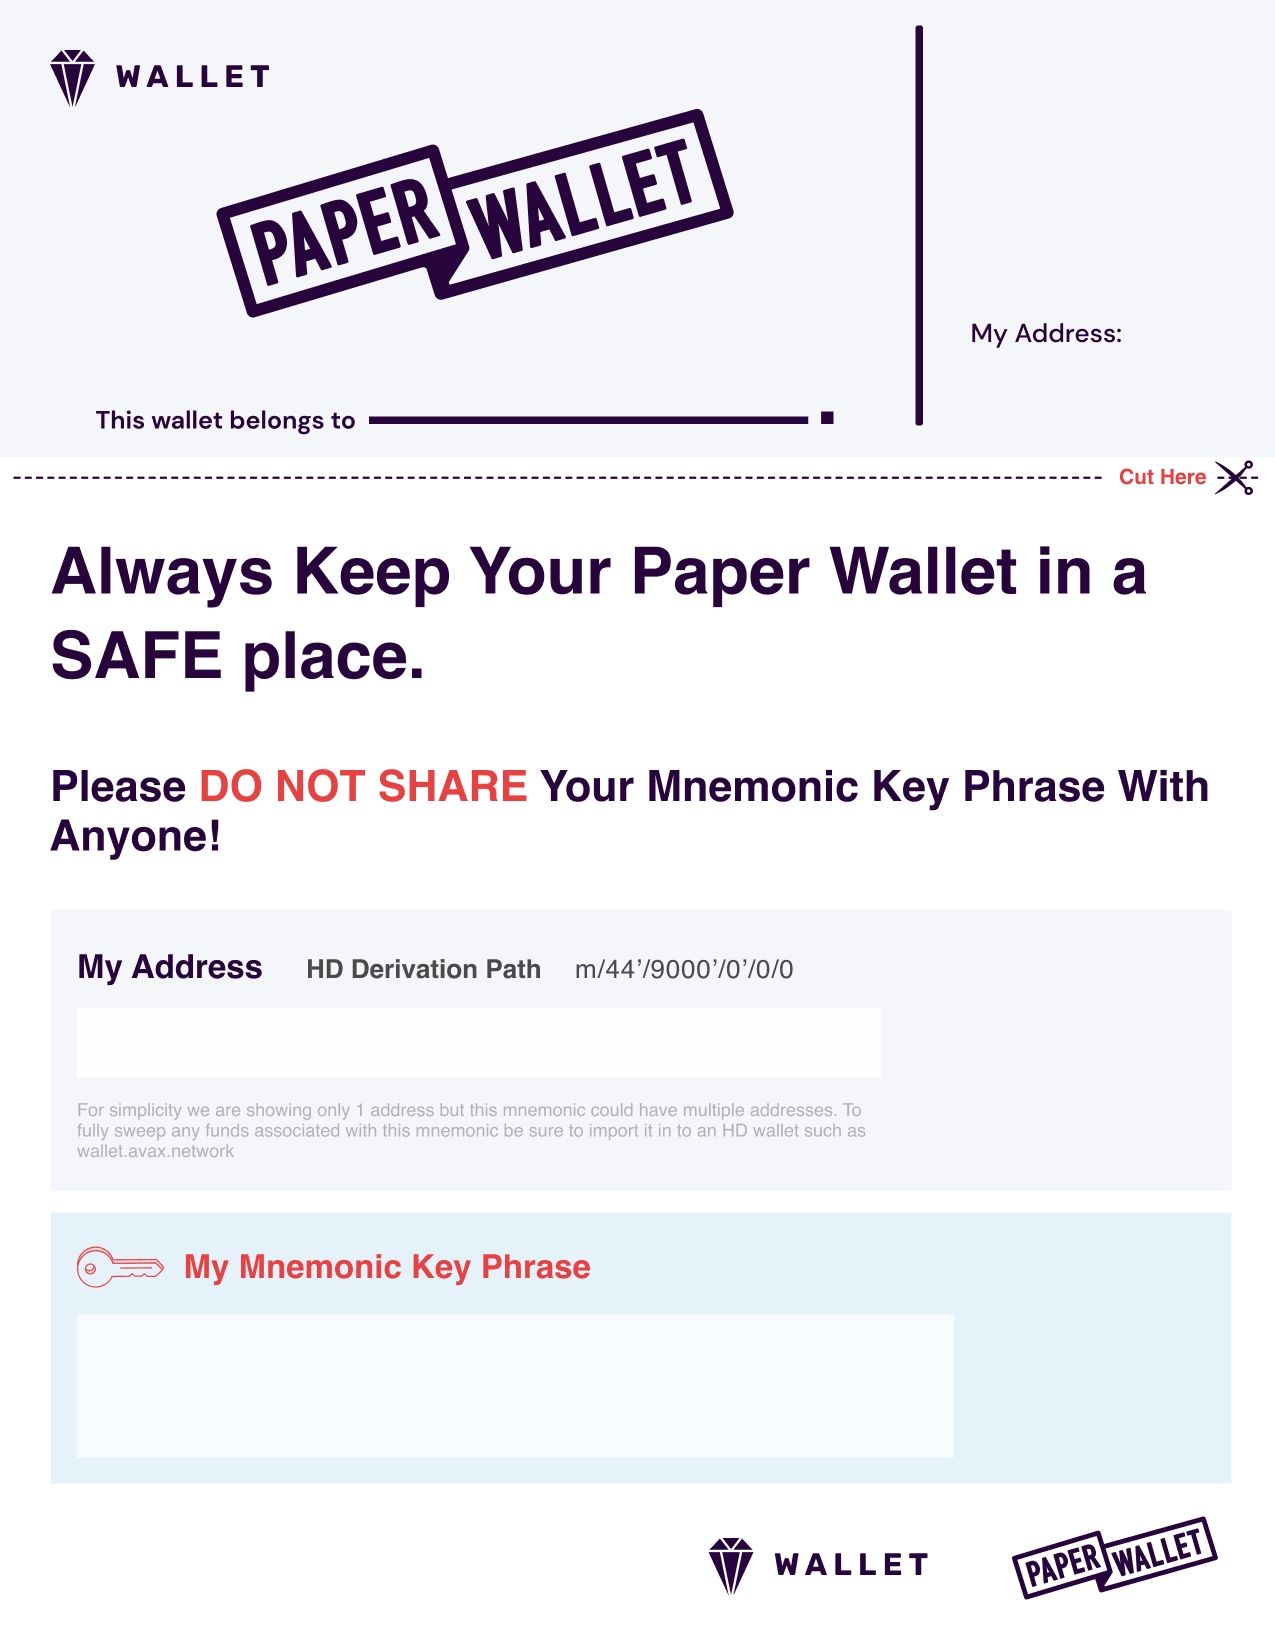 WALLET
PAPER WALLET
My Address:
This wallet belongs to
Cut Here
Always Keep Your Paper Wallet in a
SAFE place.
Please DO NOT SHARE Your Mnemonic Key Phrase With
Anyone!
My Address HD Derivation Path m/44’/9000’/0’/0/0
For simplicity we are showing only 1 address but this mnemonic could have multiple addresses. To
fully sweep any funds associated with this mnemonic be sure to import it in to an HD wallet such as
wallet.avax.network
My Mnemonic Key Phrase
WALLET
PAPER WALLET